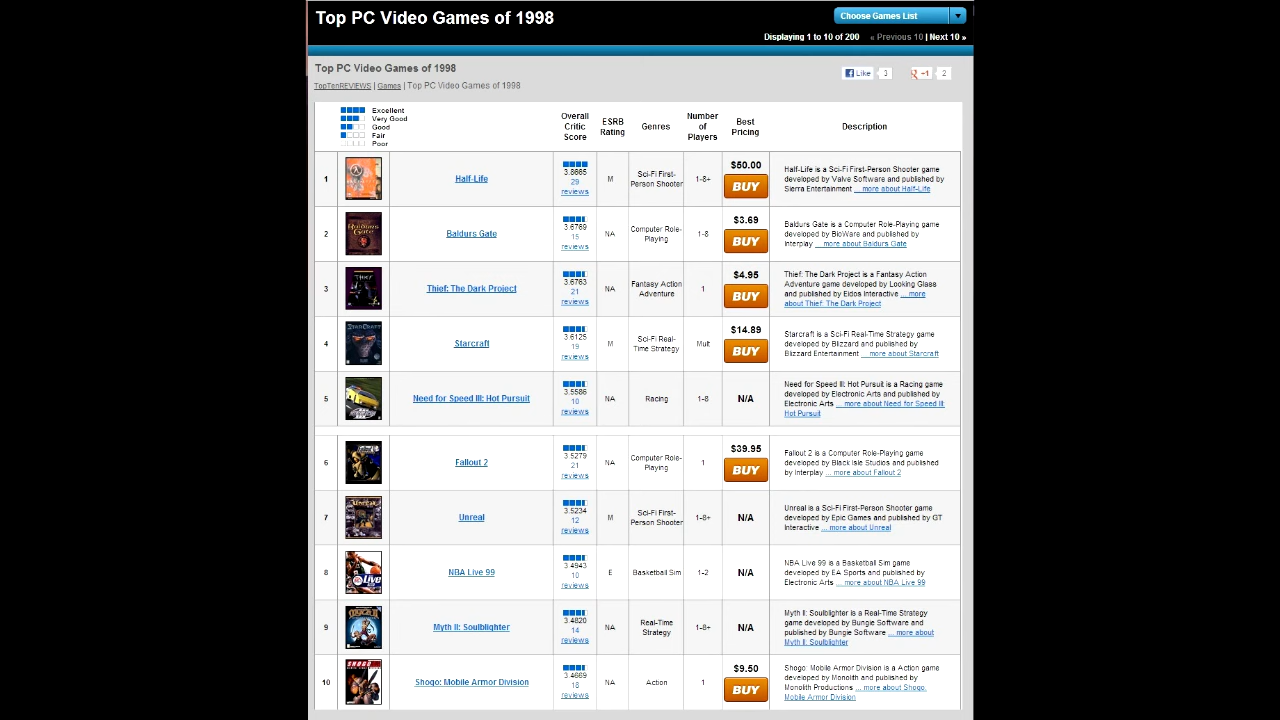 Top PC Video Games of 1998
Choose Games List
Displaying 1 to 10 of 200 « Previous 10 | Next 10 »
Top PC Video Games of 1998
Like 3 +1 2
TopTenREVIEWS | Games | Top PC Video Games of 1998
Excellent
Very Good
Good
Fair
Poor
Overall Critic Score
ESRB Rating
Genres
Number of Players
Best Pricing
Description
1
Half-Life
3.8665
29
reviews
M
Sci-Fi First-
Person Shooter
1-8+
$50.00
BUY
Half-Life is a Sci-Fi First-Person Shooter game
developed by Valve Software and published by
Sierra Entertainment ... more about Half-Life
2
Baldurs Gate
3.6769
15
reviews
NA
Computer Role-
Playing
1-8
$3.69
BUY
Baldurs Gate is a Computer Role-Playing game
developed by BioWare and published by
Interplay ... more about Baldurs Gate
3
Thief: The Dark Project
3.6763
21
reviews
NA
Fantasy Action
Adventure
1
$4.95
BUY
Thief: The Dark Project is a Fantasy Action
Adventure game developed by Looking Glass
and published by Eidos Interactive ... more
about Thief: The Dark Project
4
Starcraft
3.6125
19
reviews
M
Sci-Fi Real-
Time Strategy
Mult
$14.89
BUY
Starcraft is a Sci-Fi Real-Time Strategy game
developed by Blizzard and published by
Blizzard Entertainment ... more about Starcraft
5
Need for Speed III: Hot Pursuit
3.5586
10
reviews
NA
Racing
1-8
N/A
Need for Speed III: Hot Pursuit is a Racing game
developed by Electronic Arts and published by
Electronic Arts ... more about Need for Speed III:
Hot Pursuit
6
Fallout 2
3.5279
21
reviews
NA
Computer Role-
Playing
1
$39.95
BUY
Fallout 2 is a Computer Role-Playing game
developed by Black Isle Studios and published
by Interplay ... more about Fallout 2
7
Unreal
3.5234
12
reviews
M
Sci-Fi First-
Person Shooter
1-8+
N/A
Unreal is a Sci-Fi First-Person Shooter game
developed by Epic Games and published by GT
Interactive ... more about Unreal
8
NBA Live 99
3.4943
10
reviews
E
Basketball Sim
1-2
N/A
NBA Live 99 is a Basketball Sim game
developed by EA Sports and published by
Electronic Arts ... more about NBA Live 99
9
Myth II: Soulblighter
3.4820
14
reviews
NA
Real-Time
Strategy
1-8+
N/A
Myth II: Soulblighter is a Real-Time Strategy
game developed by Bungie Software and
published by Bungie Software ... more about
Myth II: Soulblighter
10
Shogo: Mobile Armor Division
3.4669
18
reviews
NA
Action
1
$9.50
BUY
Shogo: Mobile Armor Division is a Action game
developed by Monolith and published by
Monolith Productions ... more about Shogo:
Mobile Armor Division